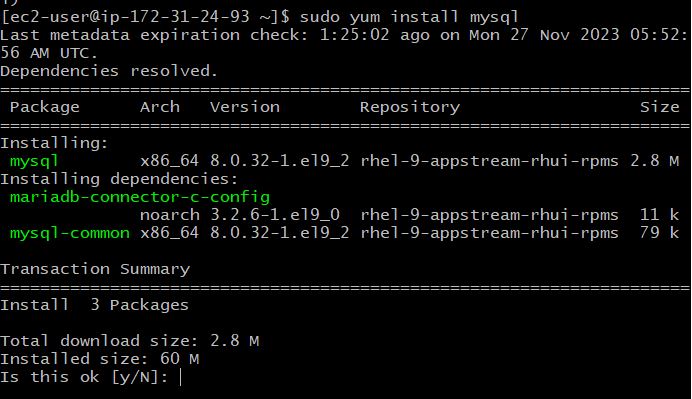 [ec2-user@ip-172-31-24-93 ~]$ sudo yum install mysql
Last metadata expiration check: 1:25:02 ago on Mon 27 Nov 2023 05:52:
56 AM UTC.
Dependencies resolved.
=====================================================================
 Package      Arch   Version        Repository                  Size
=====================================================================
Installing:
 mysql        x86_64 8.0.32-1.el9_2 rhel-9-appstream-rhui-rpms 2.8 M
Installing dependencies:
 mariadb-connector-c-config
              noarch 3.2.6-1.el9_0  rhel-9-appstream-rhui-rpms  11 k
 mysql-common x86_64 8.0.32-1.el9_2 rhel-9-appstream-rhui-rpms  79 k

Transaction Summary
=====================================================================
Install  3 Packages

Total download size: 2.8 M
Installed size: 60 M
Is this ok [y/N]: